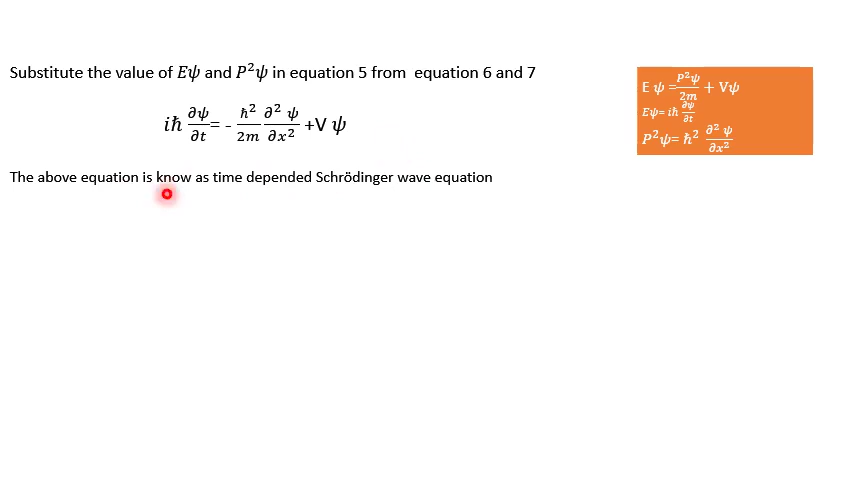 Substitute the value of 𝐸ψ and 𝑃²ψ in equation 5 from equation 6 and 7
iℏ ∂ψ/∂t = - ℏ²/2m ∂² ψ/∂x² +V ψ
The above equation is know as time depended Schrödinger wave equation
E ψ = P²ψ/2m + Vψ
Eψ= iℏ ∂ψ/∂t
P²ψ= ℏ² ∂² ψ/∂x²